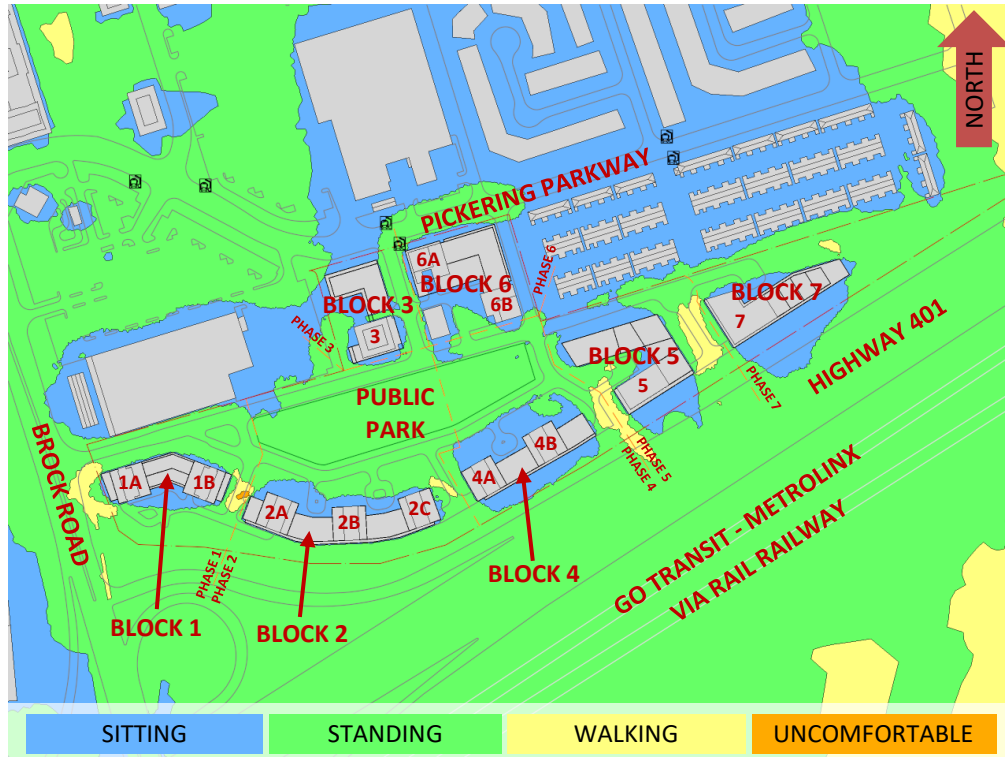 NORTH
PICKERING PARKWAY
6A
BLOCK 6
6B
PHASE 6
BLOCK 3
3
PHASE 3
BLOCK 7
7
PHASE 7
BLOCK 5
5
HIGHWAY 401
PUBLIC
PARK
BROCK ROAD
1A
1B
2A
2B
2C
4A
4B
PHASE 5
PHASE 4
PHASE 1
PHASE 2
BLOCK 4
BLOCK 1
BLOCK 2
GO TRANSIT - METROLINX
VIA RAIL RAILWAY
SITTING
STANDING
WALKING
UNCOMFORTABLE